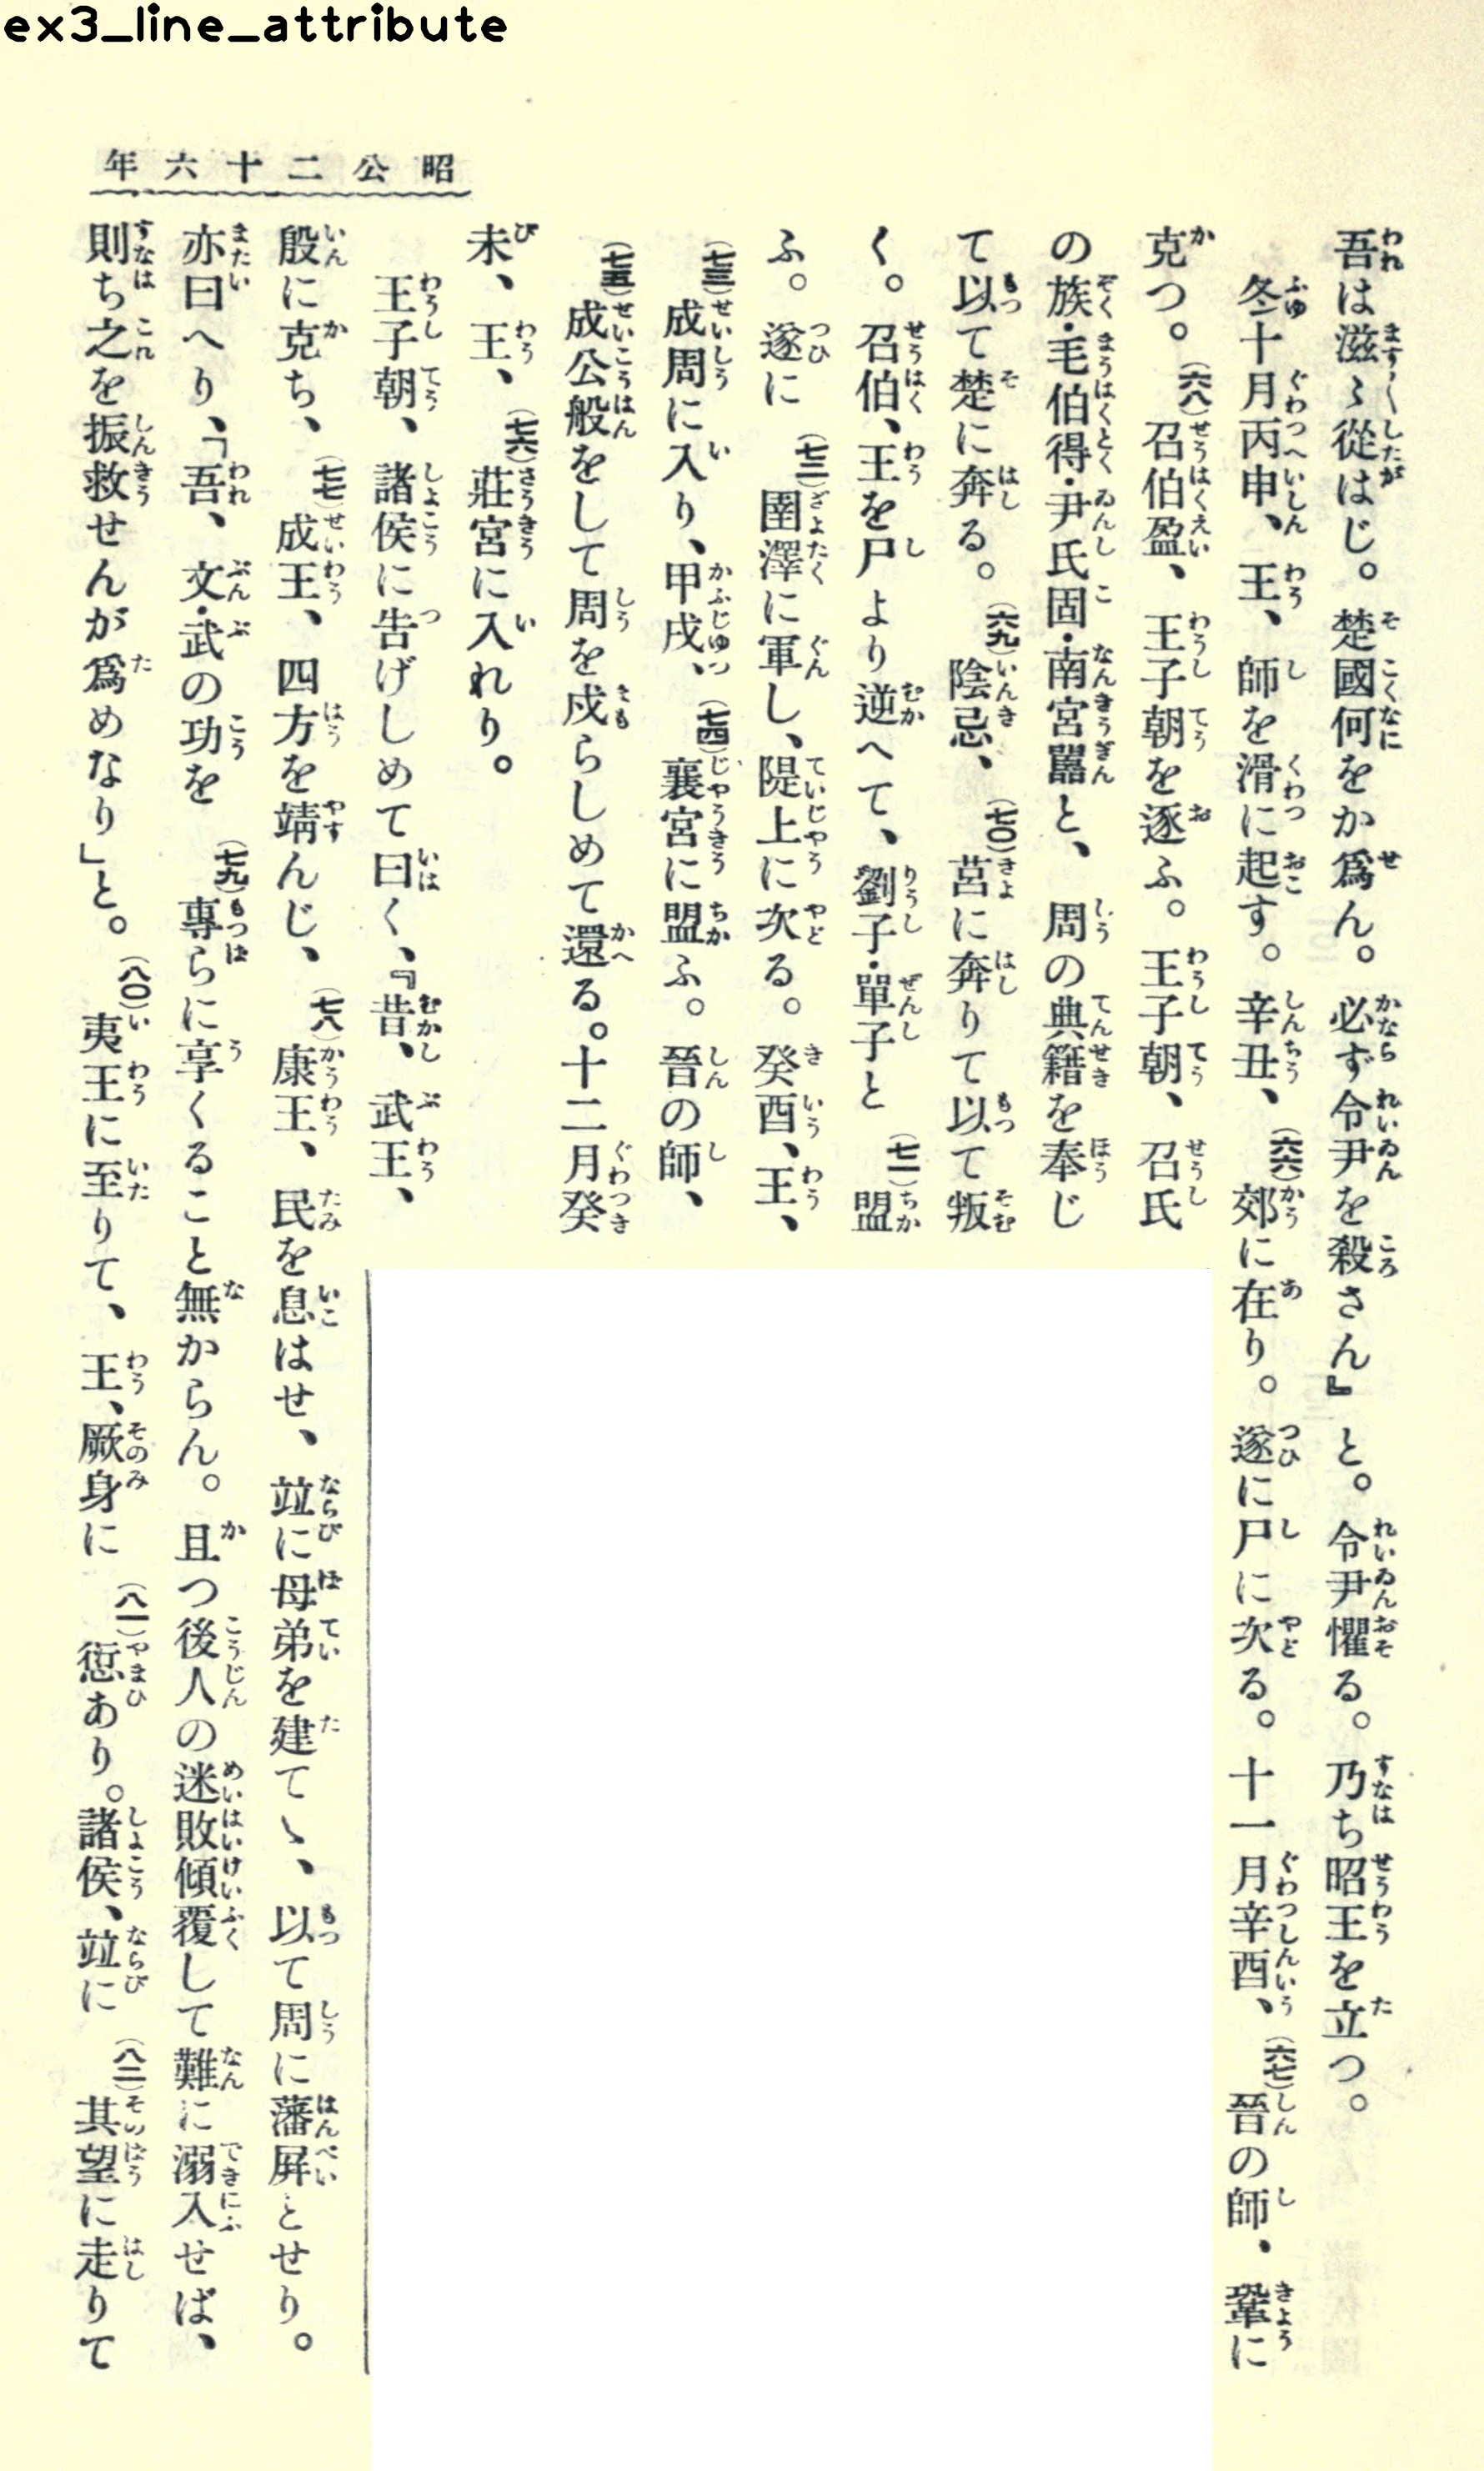 ex3_line_attribute
昭公二十六年
吾は滋〻從はじ。楚國何をか爲ん。必ず令尹を殺さん』と。令尹懼る。乃ち昭王を立つ。
冬十月丙申、王、師を滑に起す。辛丑、(六六)郊に在り。遂に尸に次る。十一月辛酉、(六七)晉の師、鞏に
克つ。(六八)召伯盈、王子朝を逐ふ。王子朝、召氏
の族・毛伯得・尹氏固・南宮嚚と、周の典籍を奉じ
て以て楚に奔る。(六九)陰忌、(七〇)莒に奔りて以て叛
く。召伯、王を尸より逆へて、劉子・單子と(七一)盟
ふ。遂に(七二)圉澤に軍し、隄上に次る。癸酉、王、
(七三)成周に入り、甲戌、(七四)襄宮に盟ふ。晉の師、
(七五)成公般をして周を戍らしめて還る。十二月癸
未、王、(七六)莊宮に入れり。
王子朝、諸侯に告げしめて曰く、『昔、武王、
殷に克ち、(七七)成王、四方を靖んじ、(七八)康王、民を息はせ、竝に母弟を建てゝ、以て周に藩屛とせり。
亦曰へり、「吾、文・武の功を(七九)專らに享くること無からん。且つ後人の迷敗傾覆して難に溺入せば、
則ち之を振救せんが爲めなり」と。(八〇)夷王に至りて、王、厥身に(八一)愆あり。諸侯、竝に(八二)其望に走りて